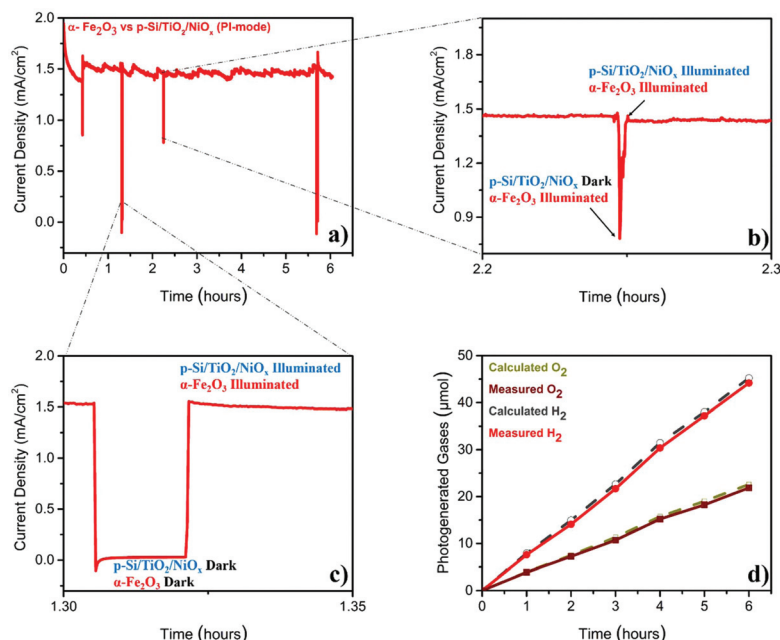 α- Fe₂O₃ vs p-Si/TiO₂/NiOₓ (PI-mode)
Current Density (mA/cm²)
2.0
1.5
1.0
0.5
0.0
a)
0 1 2 3 4 5 6
Time (hours)
Current Density (mA/cm²)
1.8
1.5
1.2
0.9
p-Si/TiO₂/NiOₓ Illuminated
α-Fe₂O₃ Illuminated
p-Si/TiO₂/NiOₓ Dark
α-Fe₂O₃ Illuminated
b)
2.2 2.3
Time (hours)
Current Density (mA/cm²)
2.0
1.5
1.0
0.5
0.0
p-Si/TiO₂/NiOₓ Illuminated
α-Fe₂O₃ Illuminated
p-Si/TiO₂/NiOₓ Dark
α-Fe₂O₃ Dark
c)
1.30 1.35
Time (hours)
Photogenerated Gases (µmol)
50
40
30
20
10
0
Calculated O₂
Measured O₂
Calculated H₂
Measured H₂
d)
0 1 2 3 4 5 6
Time (hours)